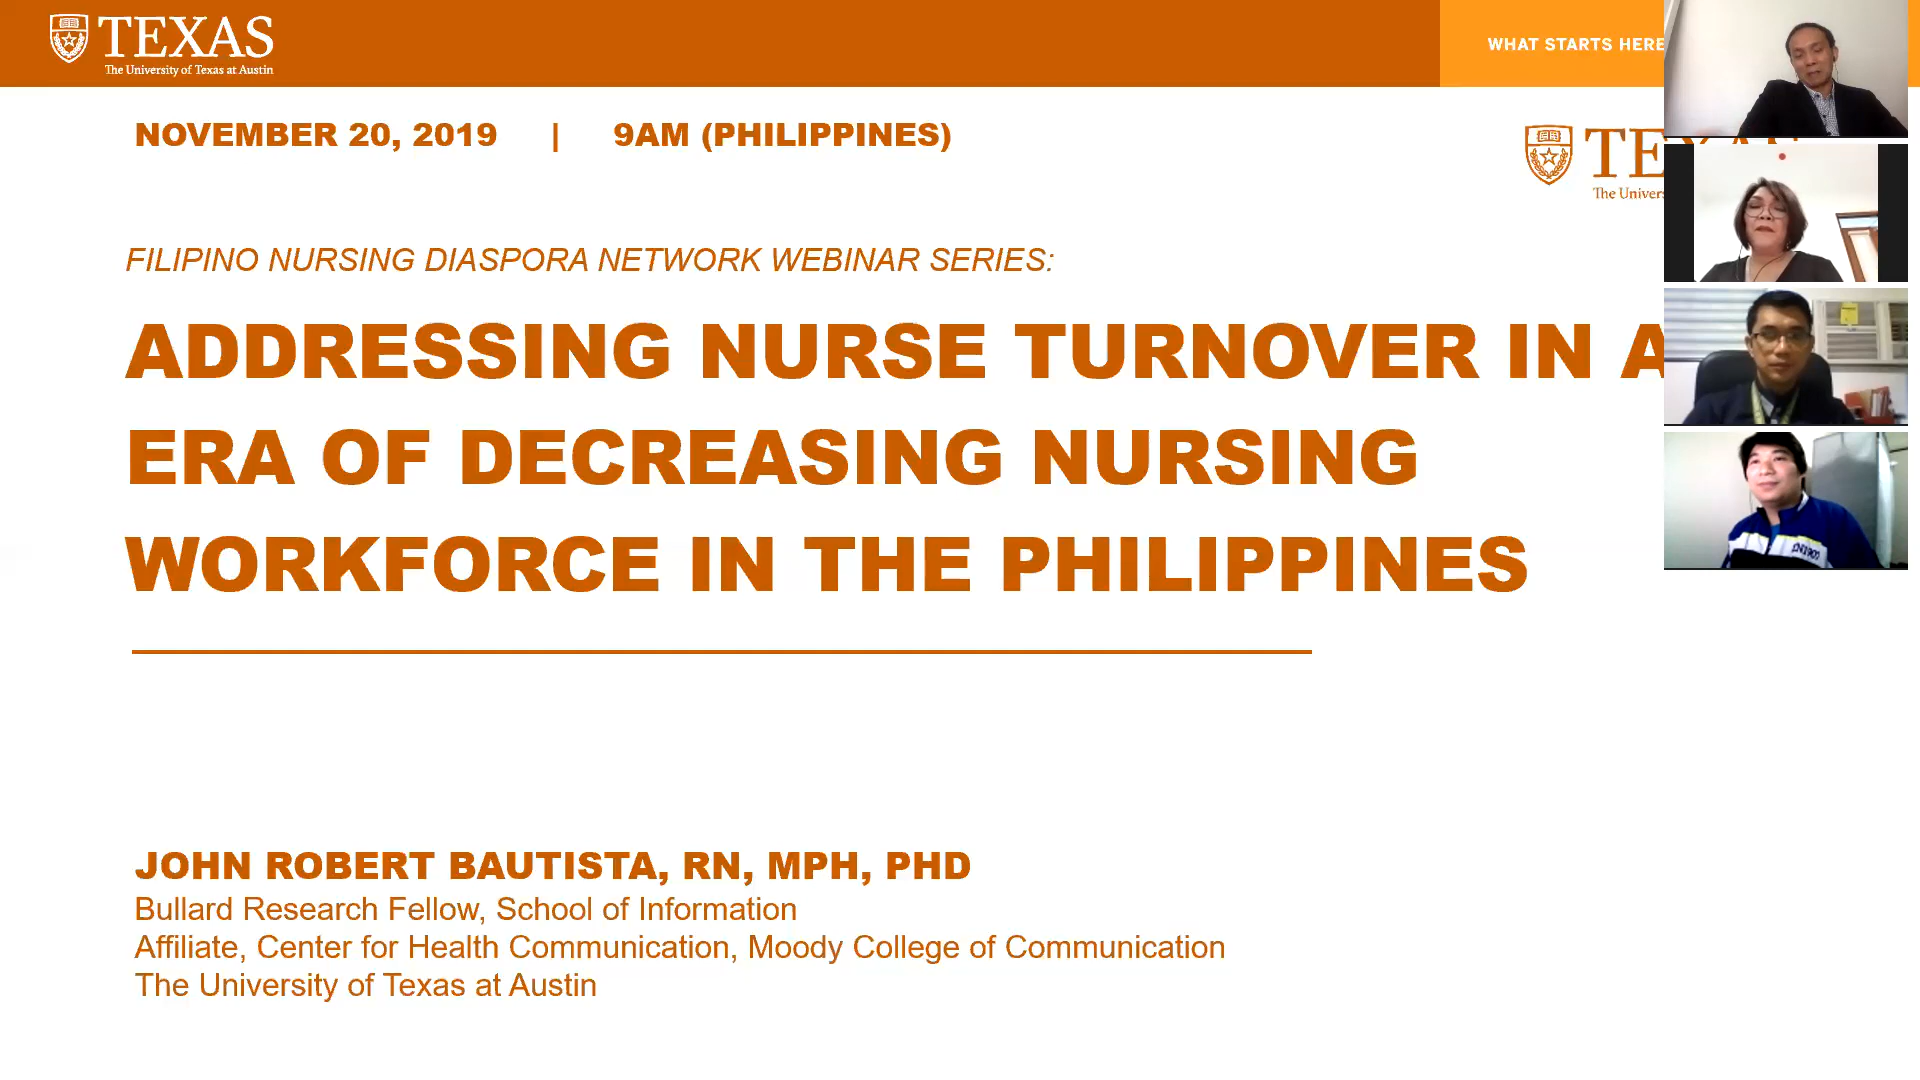 TEXAS
The University of Texas at Austin
WHAT STARTS HERE
NOVEMBER 20, 2019 | 9AM (PHILIPPINES)
The Univers
FILIPINO NURSING DIASPORA NETWORK WEBINAR SERIES:
ADDRESSING NURSE TURNOVER IN A
ERA OF DECREASING NURSING
WORKFORCE IN THE PHILIPPINES
JOHN ROBERT BAUTISTA, RN, MPH, PHD
Bullard Research Fellow, School of Information
Affiliate, Center for Health Communication, Moody College of Communication
The University of Texas at Austin